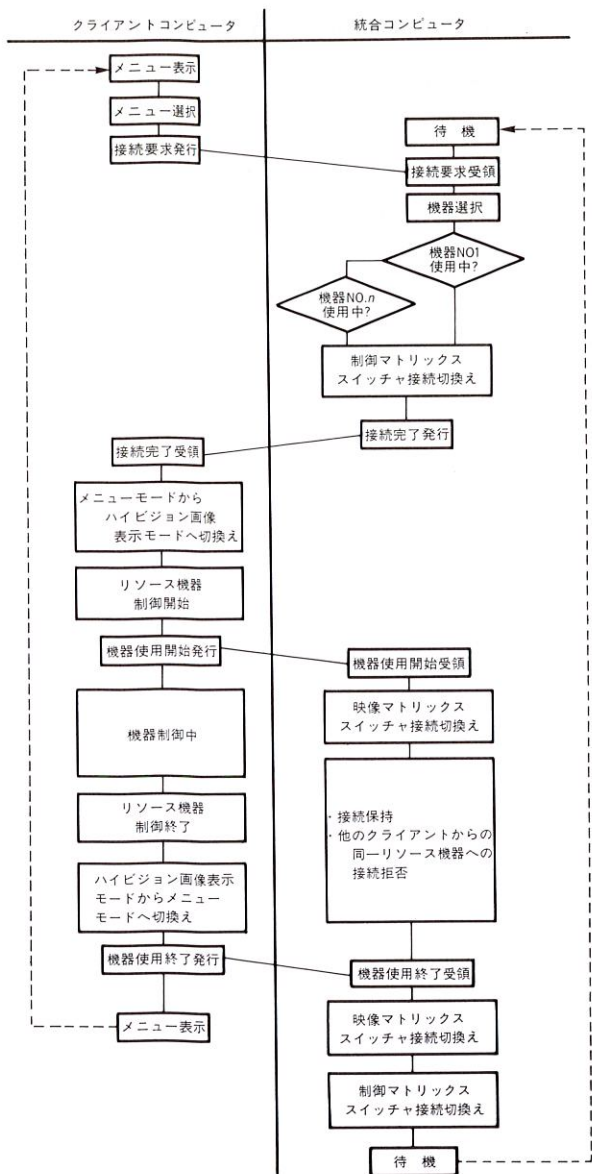 クライアントコンピュータ
統合コンピュータ
メニュー表示
メニュー選択
接続要求発行
待機
接続要求受領
機器選択
機器NO1
使用中?
機器NO.n
使用中?
制御マトリックス
スイッチャ接続切換え
接続完了発行
接続完了受領
メニューモードから
ハイビジョン画像
表示モードへ切換え
リソース機器
制御開始
機器使用開始発行
機器使用開始受領
映像マトリックス
スイッチャ接続切換え
機器制御中
・接続保持
・他のクライアントからの
同一リソース機器への
接続拒否
リソース機器
制御終了
ハイビジョン画像表示
モードからメニュー
モードへ切換え
機器使用終了発行
機器使用終了受領
メニュー表示
映像マトリックス
スイッチャ接続切換え
制御マトリックス
スイッチャ接続切換え
待機